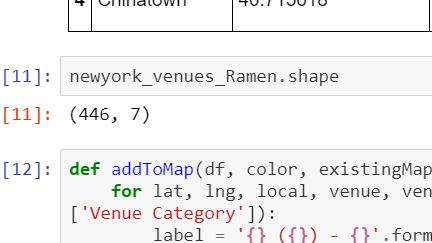 4 Chinatown 40.715618
[11]: newyork_venues_Ramen.shape
[11]: (446, 7)
[12]: def addToMap(df, color, existingMap
for lat, lng, local, venue, ven
['Venue Category']):
label = '{} ({}) - {}'.form